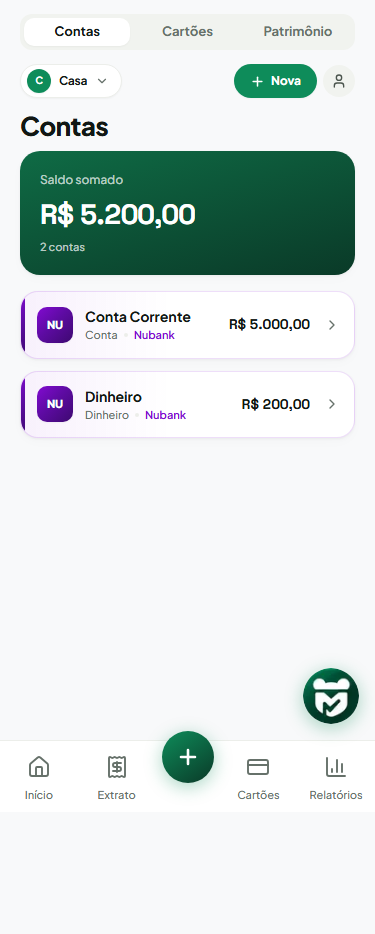 Contas Cartões Patrimônio
C Casa Nova
Contas
Saldo somado
R$ 5.200,00
2 contas
NU Conta Corrente R$ 5.000,00
Conta Nubank
NU Dinheiro R$ 200,00
Dinheiro Nubank
Início Extrato Cartões Relatórios